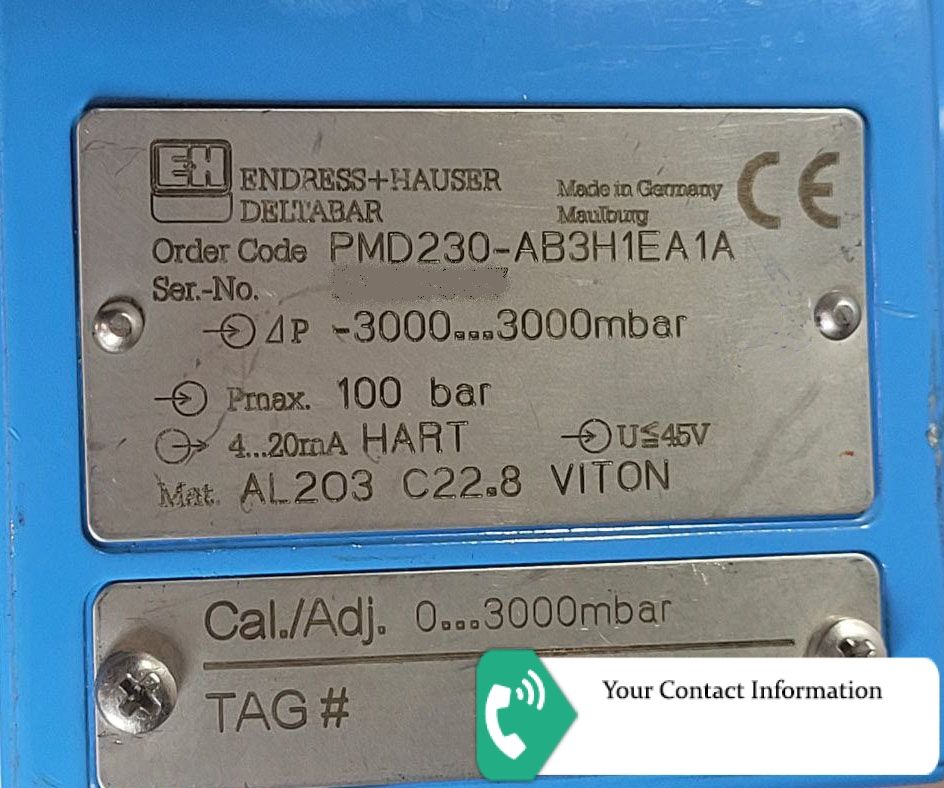 E+H ENDRESS+HAUSER
DELTABAR
Made in Germany
Maulburg
CE
Order Code PMD230-AB3H1EA1A
Ser.-No.
ΔP -3000...3000mbar
Pmax. 100 bar
4...20mA HART U≦45V
Mat. AL203 C22.8 VITON
Cal./Adj. 0...3000mbar
TAG #
Your Contact Information